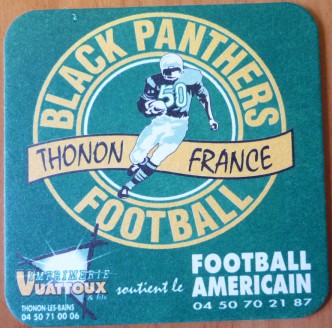 BLACK PANTHERS
50
THONON FRANCE
FOOTBALL
IMPRIMERIE
VUATTOUX
& fils
THONON-LES-BAINS
04 50 71 00 06
soutient le
FOOTBALL
AMERICAIN
04 50 70 21 87